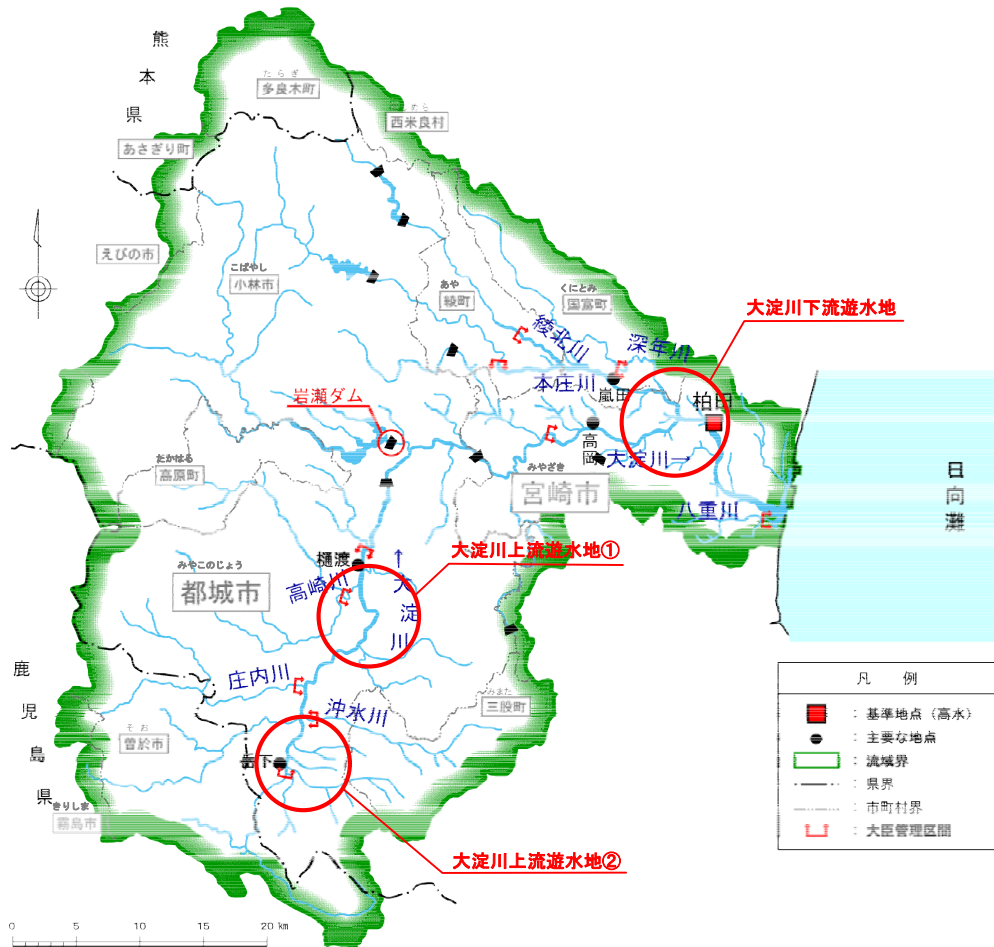 熊本県
たらぎ
多良木町
めら
西米良村
あさぎり町
えびの市
こばやし
小林市
あや
綾町
くにとみ
国富町
大淀川下流遊水地
綾北川
深年川
本庄川
嵐田
柏田
岩瀬ダム
高岡
大淀川→
たかはる
高原町
みやざき
宮崎市
八重川
日向灘
樋渡
大淀川上流遊水地①
みやこのじょう
都城市
高崎川
←大淀川
庄内川
沖水川
みまた
三股町
鹿児島県
そお
曽於市
岳下
きりしま
霧島市
大淀川上流遊水地②
凡 例
: 基準地点（高水）
: 主要な地点
: 流域界
: 県界
: 市町村界
: 大臣管理区間
0 5 10 15 20 km